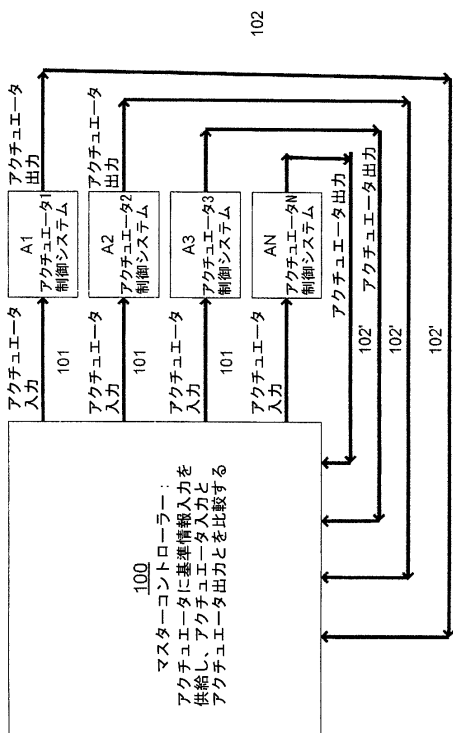 102
アクチュエータ
出力
A1
アクチュエータ1
制御システム
アクチュエータ
入力
101
アクチュエータ
出力
A2
アクチュエータ2
制御システム
アクチュエータ
入力
101
A3
アクチュエータ3
制御システム
アクチュエータ
入力
101
AN
アクチュエータN
制御システム
アクチュエータ
入力
アクチュエータ出力
アクチュエータ出力
102'
102'
102'
100
マスターコントローラー：
アクチュエータに基準情報入力を
供給し、アクチュエータ入力と
アクチュエータ出力とを比較する